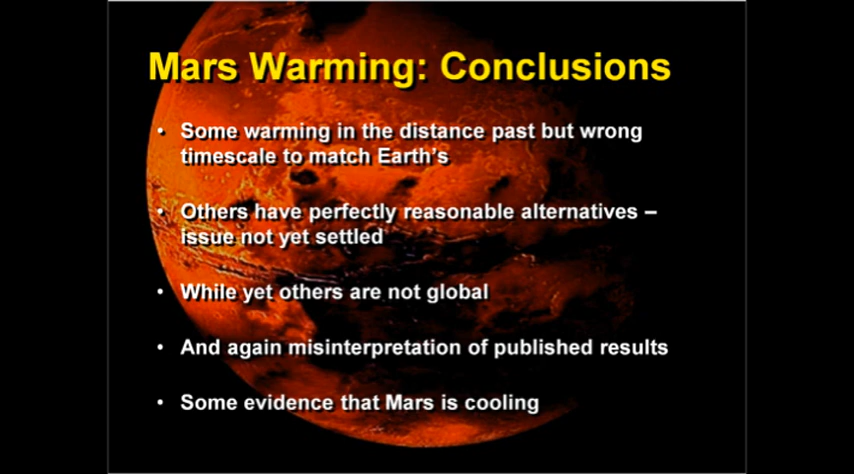 Mars Warming: Conclusions
• Some warming in the distance past but wrong
timescale to match Earth's
• Others have perfectly reasonable alternatives –
issue not yet settled
• While yet others are not global
• And again misinterpretation of published results
• Some evidence that Mars is cooling